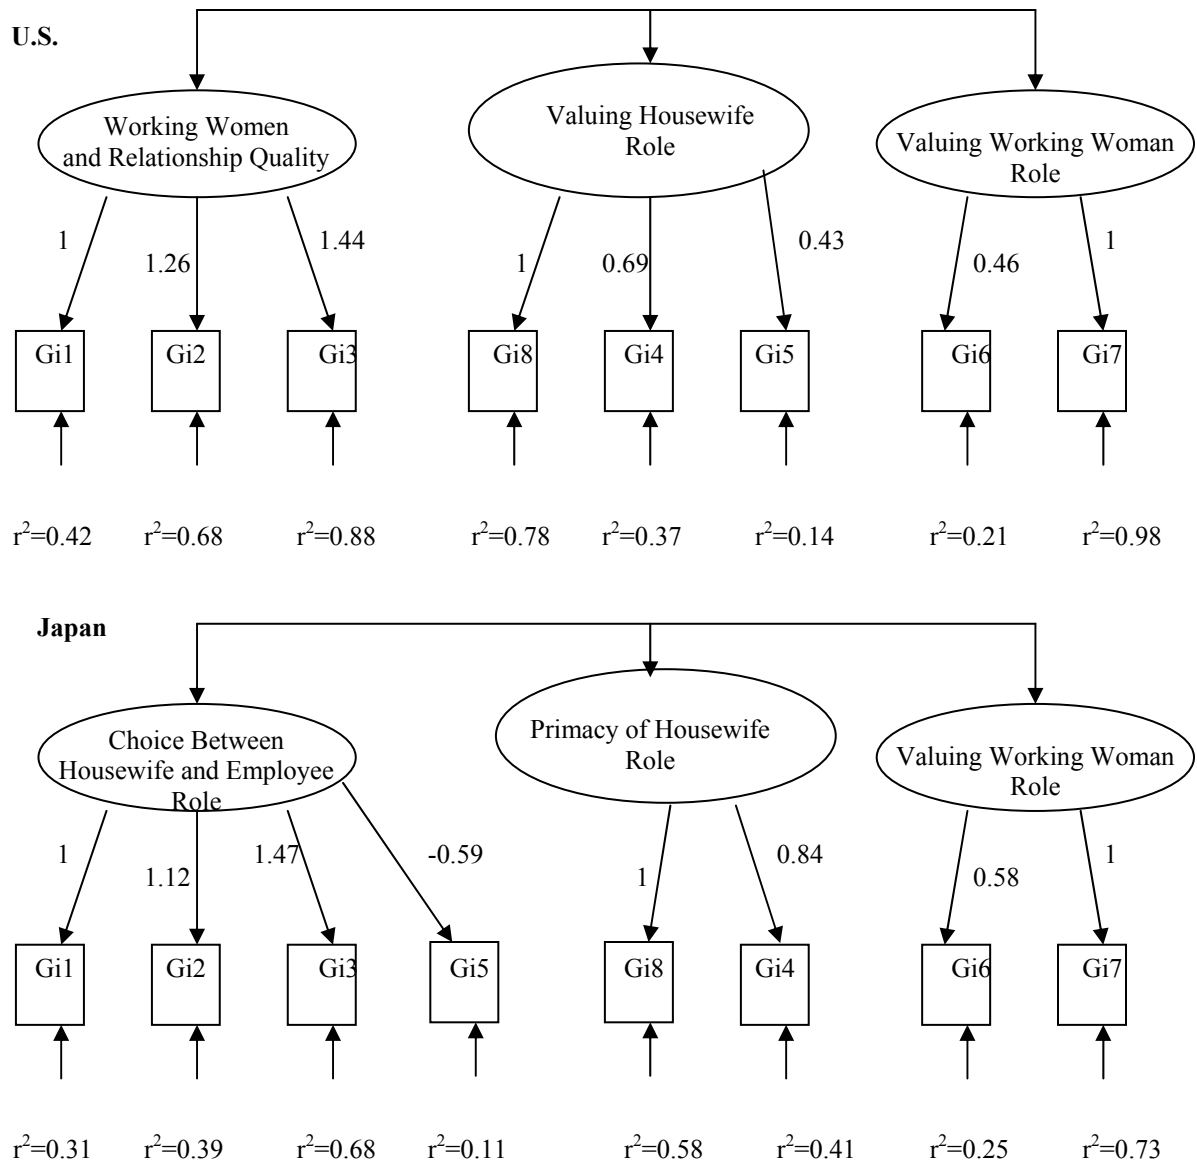 U.S.
Working Women
and Relationship Quality
Valuing Housewife
Role
Valuing Working Woman
Role
1
1.26
1.44
1
0.69
0.43
0.46
1
Gi1
Gi2
Gi3
Gi8
Gi4
Gi5
Gi6
Gi7
r²=0.42
r²=0.68
r²=0.88
r²=0.78
r²=0.37
r²=0.14
r²=0.21
r²=0.98
Japan
Choice Between
Housewife and Employee
Role
Primacy of Housewife
Role
Valuing Working Woman
Role
1
1.12
1.47
-0.59
1
0.84
0.58
1
Gi1
Gi2
Gi3
Gi5
Gi8
Gi4
Gi6
Gi7
r²=0.31
r²=0.39
r²=0.68
r²=0.11
r²=0.58
r²=0.41
r²=0.25
r²=0.73